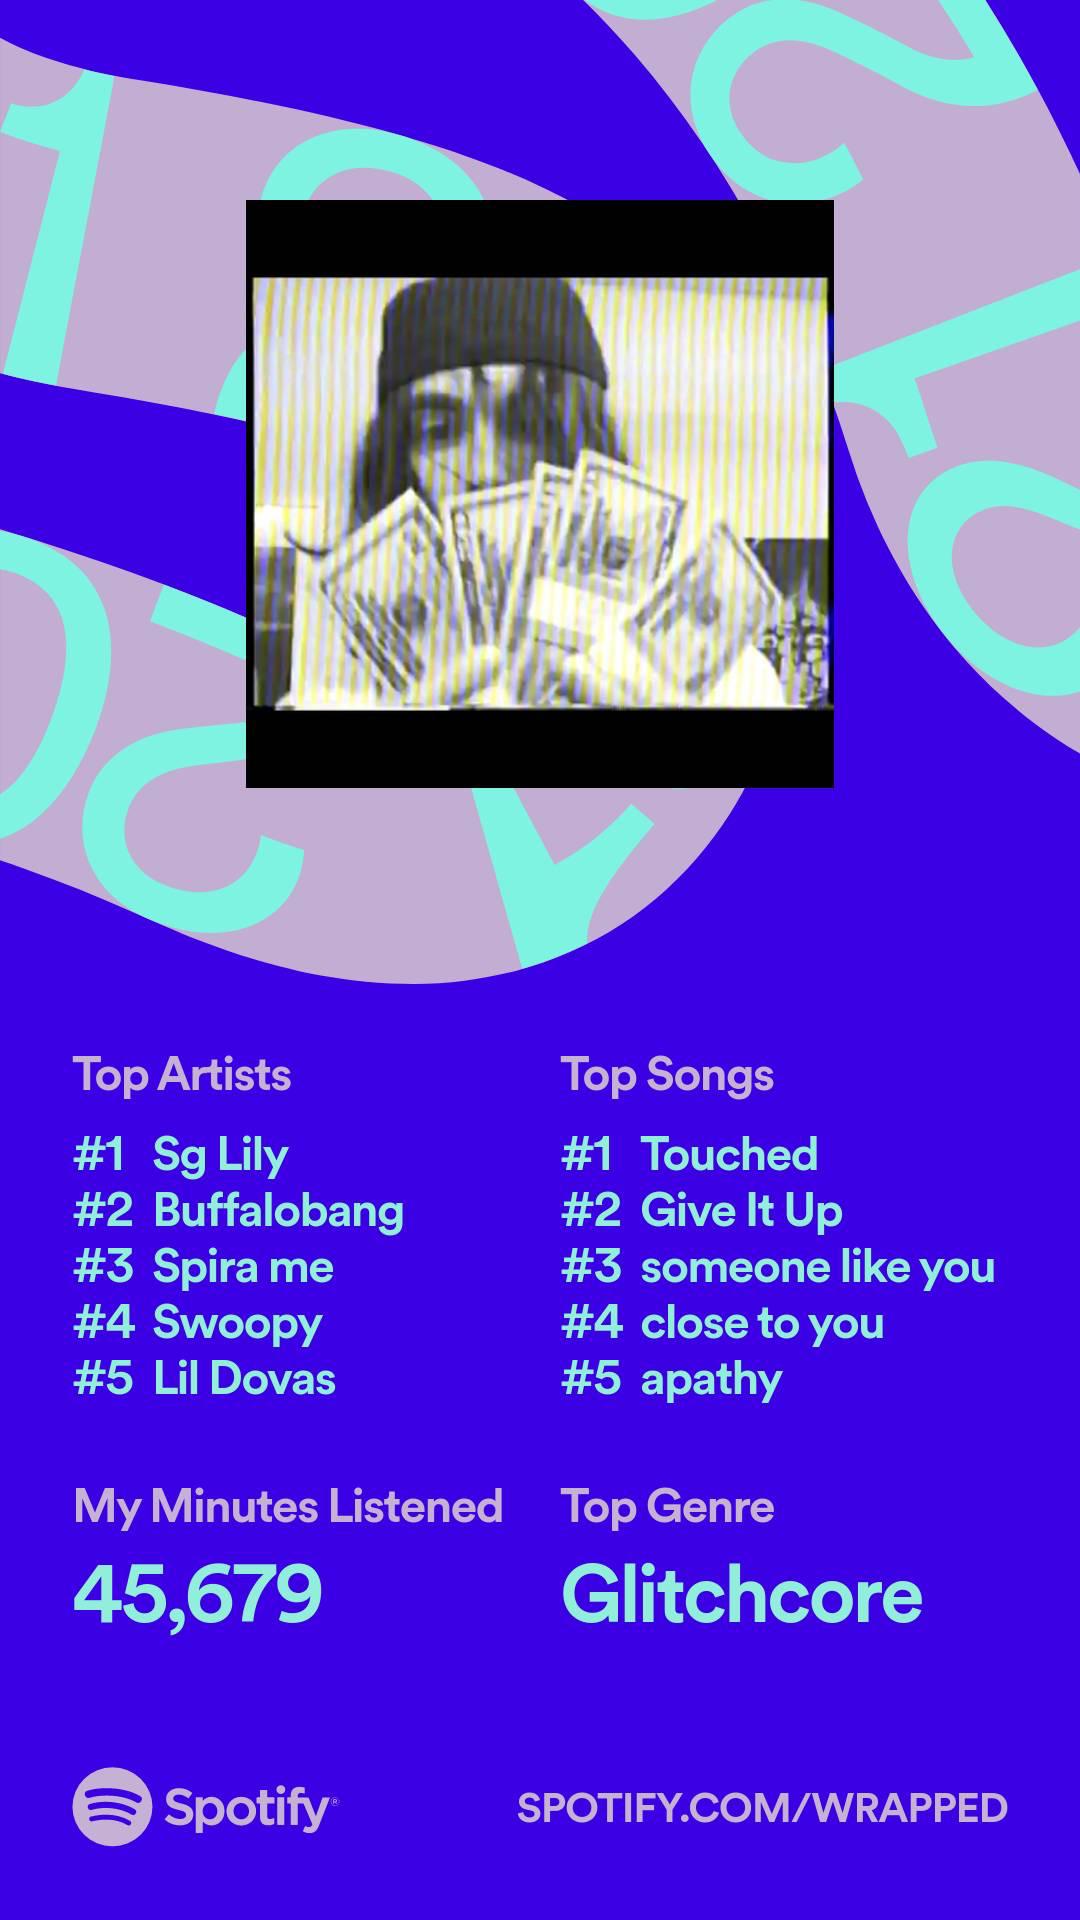 Top Artists
#1 Sg Lily
#2 Buffalobang
#3 Spira me
#4 Swoopy
#5 Lil Dovas
Top Songs
#1 Touched
#2 Give It Up
#3 someone like you
#4 close to you
#5 apathy
My Minutes Listened
45,679
Top Genre
Glitchcore
Spotify®
SPOTIFY.COM/WRAPPED